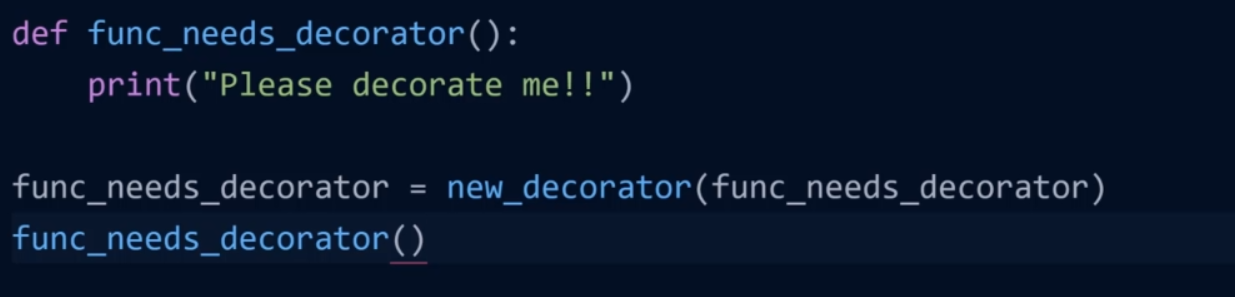 def func_needs_decorator():
    print("Please decorate me!!")
func_needs_decorator = new_decorator(func_needs_decorator)
func_needs_decorator()